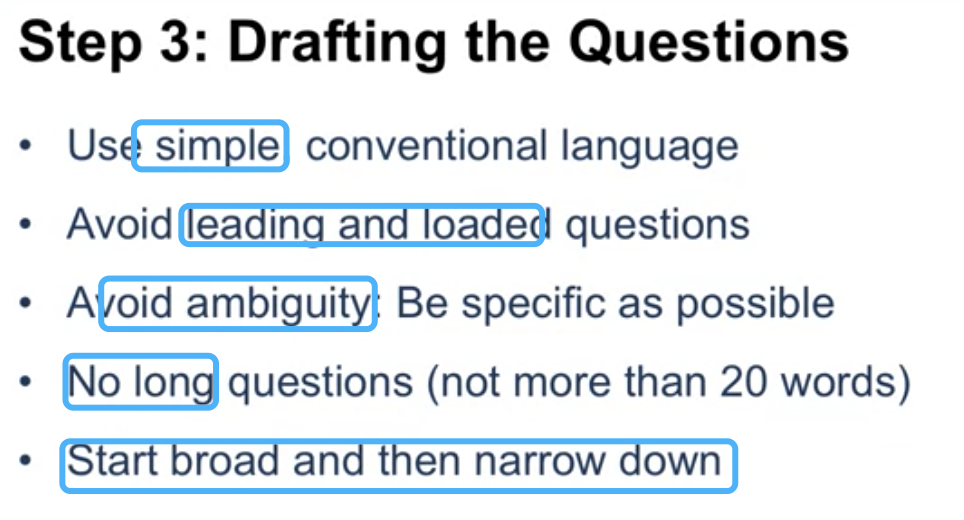 Step 3: Drafting the Questions
• Use simple conventional language
• Avoid leading and loaded questions
• Avoid ambiguity: Be specific as possible
• No long questions (not more than 20 words)
• Start broad and then narrow down